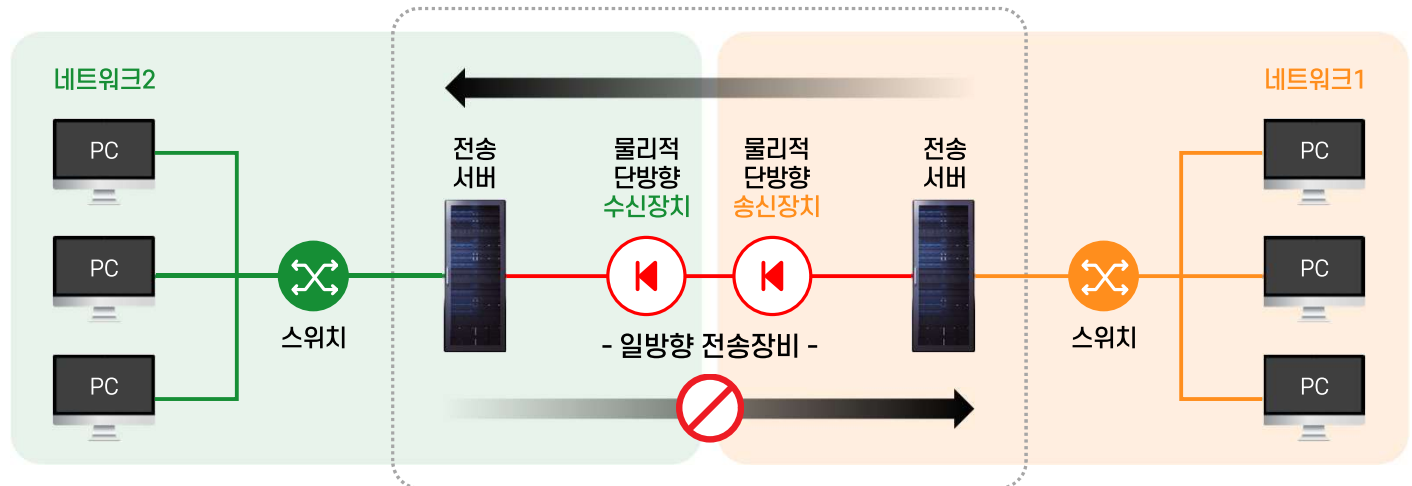 네트워크2
네트워크1
PC
PC
PC
전송
서버
물리적
단방향
수신장치
물리적
단방향
송신장치
전송
서버
PC
PC
PC
스위치
- 일방향 전송장비 -
스위치